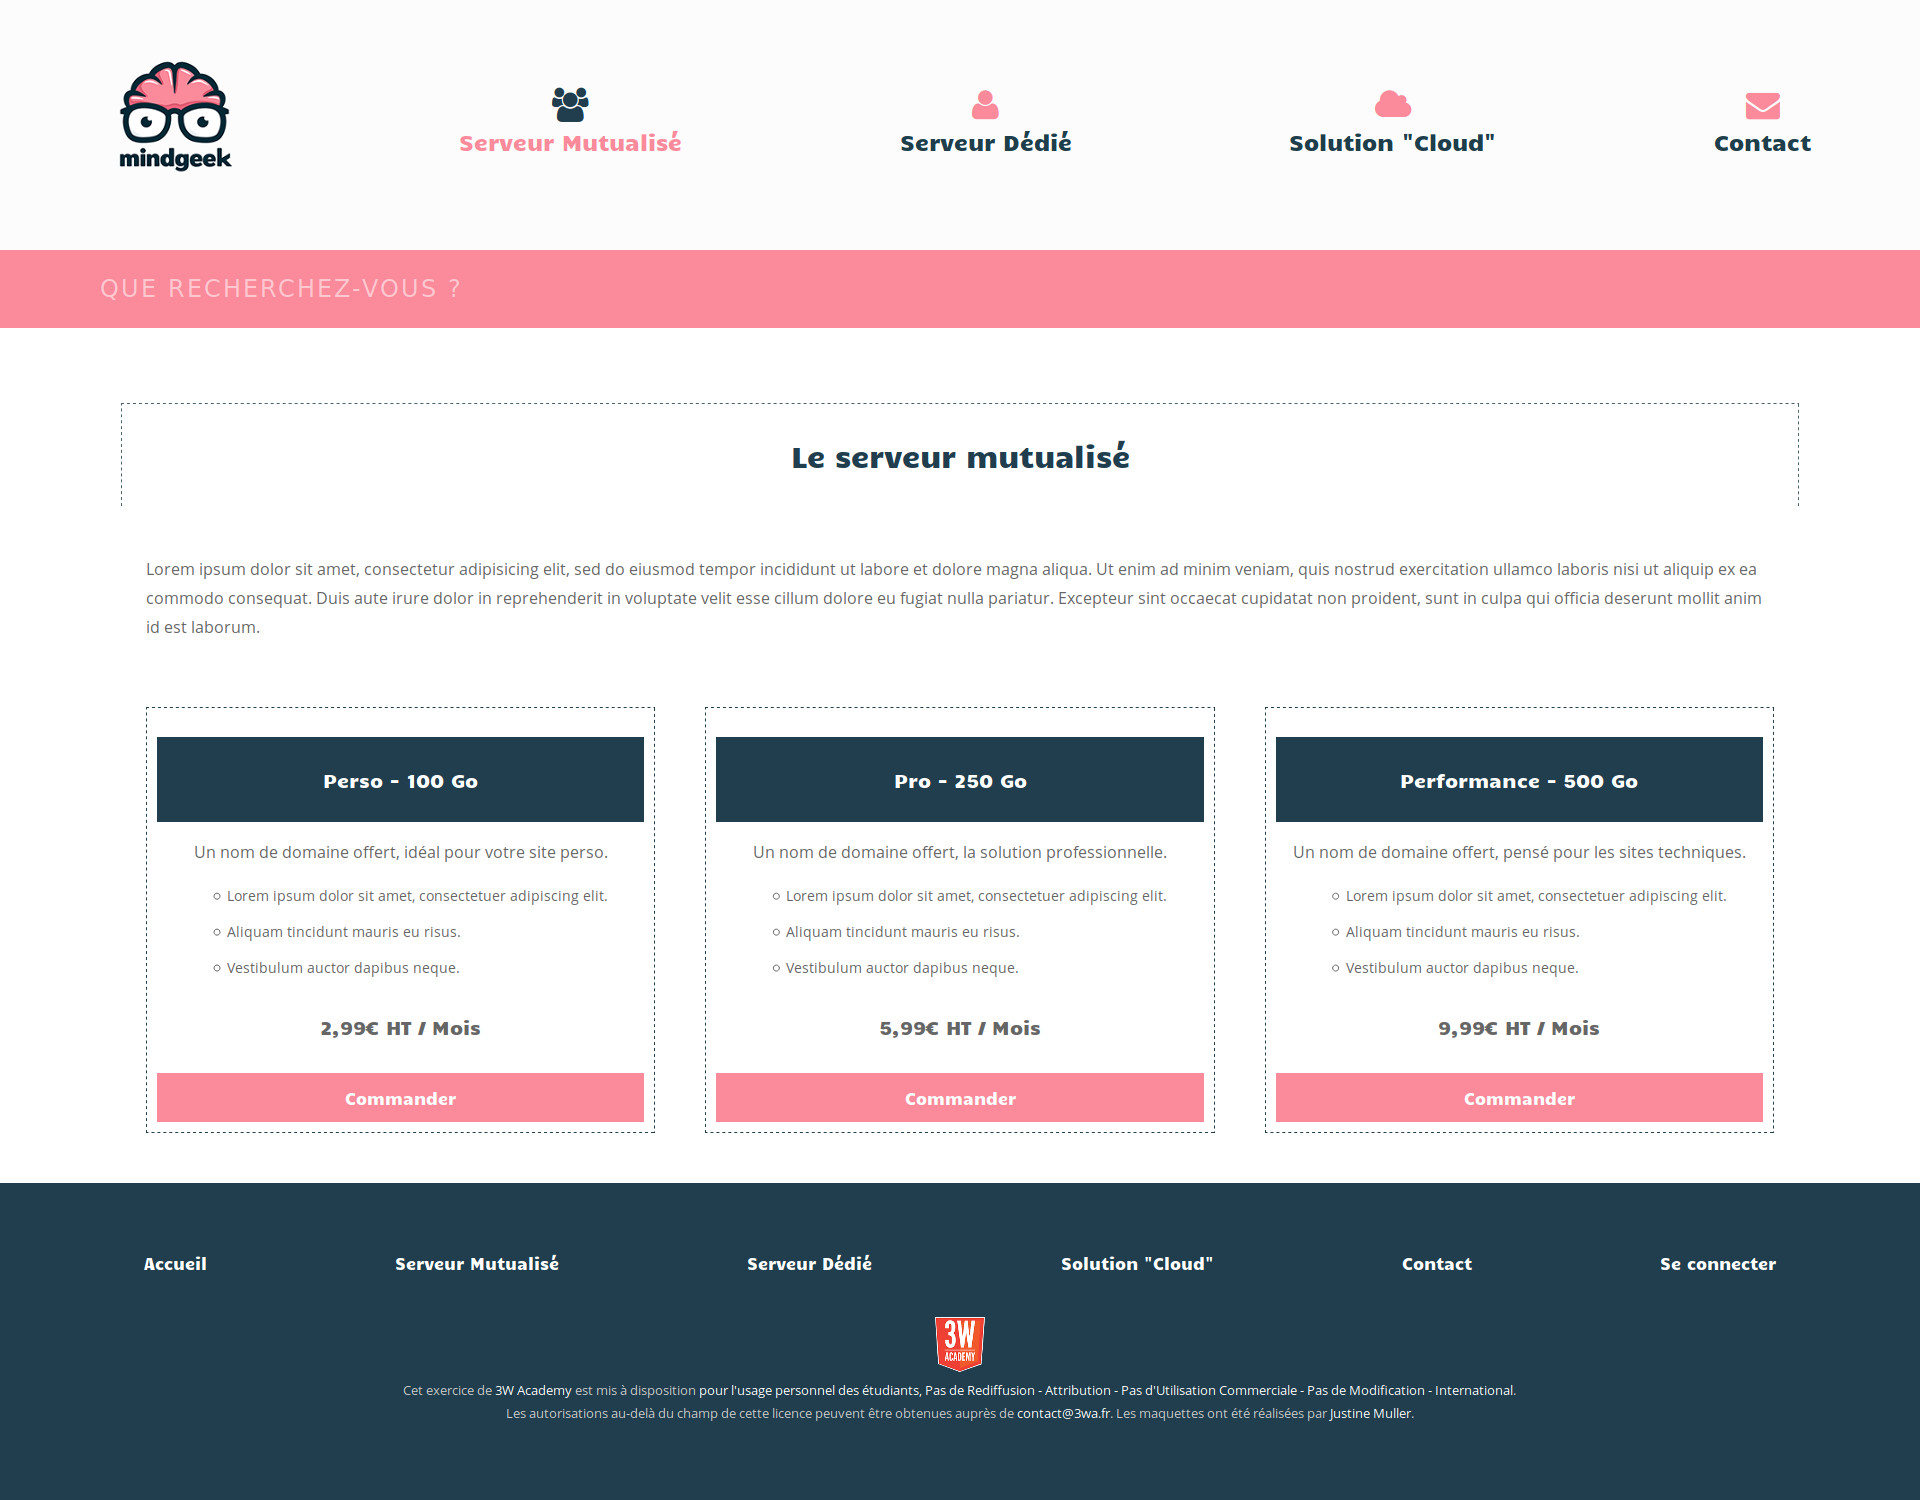 mindgeek
Serveur Mutualisé
Serveur Dédié
Solution "Cloud"
Contact
QUE RECHERCHEZ-VOUS ?
Le serveur mutualisé
Lorem ipsum dolor sit amet, consectetur adipisicing elit, sed do eiusmod tempor incididunt ut labore et dolore magna aliqua. Ut enim ad minim veniam, quis nostrud exercitation ullamco laboris nisi ut aliquip ex ea
commodo consequat. Duis aute irure dolor in reprehenderit in voluptate velit esse cillum dolore eu fugiat nulla pariatur. Excepteur sint occaecat cupidatat non proident, sunt in culpa qui officia deserunt mollit anim
id est laborum.
Perso - 100 Go
Un nom de domaine offert, idéal pour votre site perso.
Lorem ipsum dolor sit amet, consectetuer adipiscing elit.
Aliquam tincidunt mauris eu risus.
Vestibulum auctor dapibus neque.
2,99€ HT / Mois
Commander
Pro - 250 Go
Un nom de domaine offert, la solution professionnelle.
Lorem ipsum dolor sit amet, consectetuer adipiscing elit.
Aliquam tincidunt mauris eu risus.
Vestibulum auctor dapibus neque.
5,99€ HT / Mois
Commander
Performance - 500 Go
Un nom de domaine offert, pensé pour les sites techniques.
Lorem ipsum dolor sit amet, consectetuer adipiscing elit.
Aliquam tincidunt mauris eu risus.
Vestibulum auctor dapibus neque.
9,99€ HT / Mois
Commander
Accueil
Serveur Mutualisé
Serveur Dédié
Solution "Cloud"
Contact
Se connecter
3W
ACADEMY
Cet exercice de 3W Academy est mis à disposition pour l'usage personnel des étudiants, Pas de Rediffusion - Attribution - Pas d'Utilisation Commerciale - Pas de Modification - International.
Les autorisations au-delà du champ de cette licence peuvent être obtenues auprès de contact@3wa.fr. Les maquettes ont été réalisées par Justine Muller.